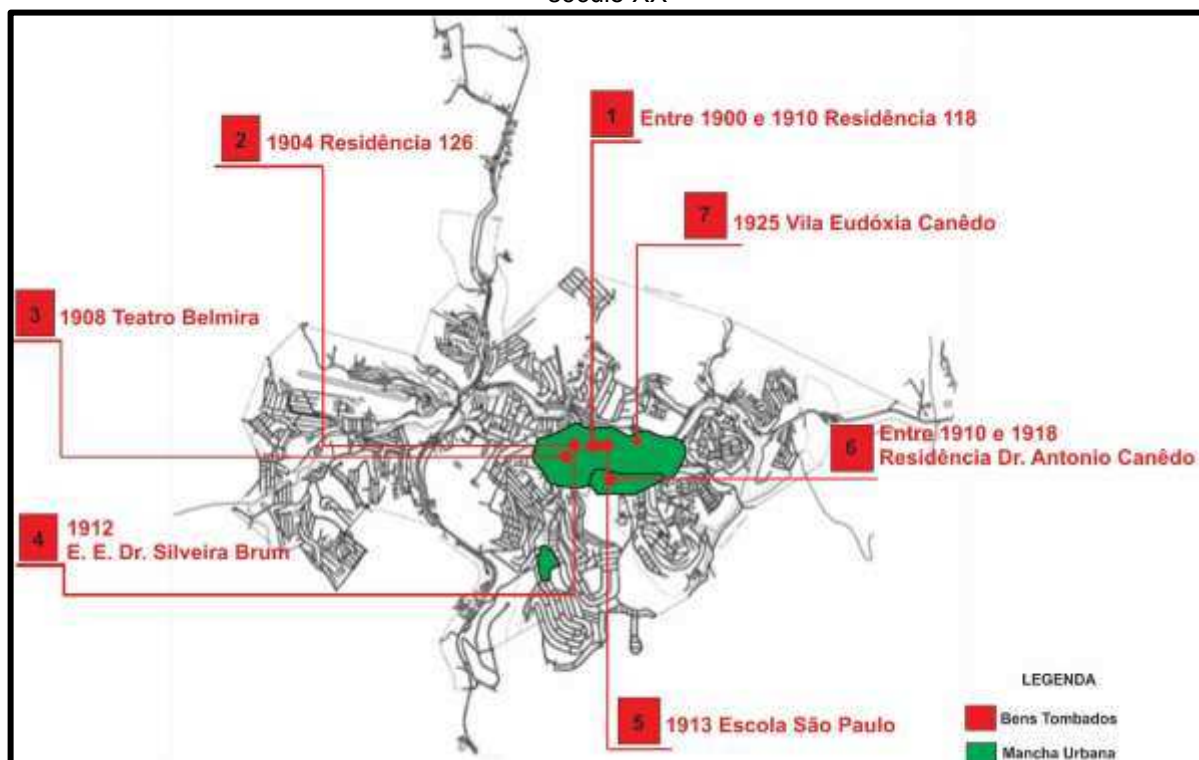 século XX
1
Entre 1900 e 1910 Residência 118
2
1904 Residência 126
7
1925 Vila Eudóxia Canêdo
3
1908 Teatro Belmira
6
Entre 1910 e 1918
Residência Dr. Antonio Canêdo
4
1912
E. E. Dr. Silveira Brum
5
1913 Escola São Paulo
LEGENDA
Bens Tombados
Mancha Urbana